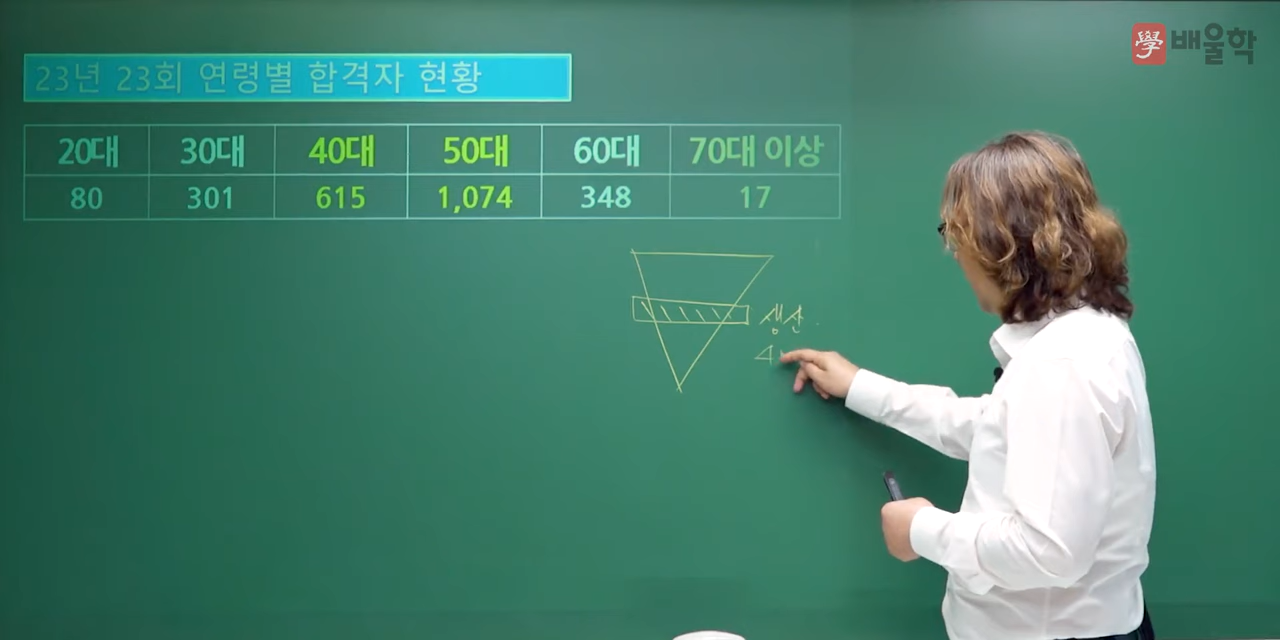 學 배울학
23년 23회 연령별 합격자 현황
20대 30대 40대 50대 60대 70대 이상
80 301 615 1,074 348 17
생산
4